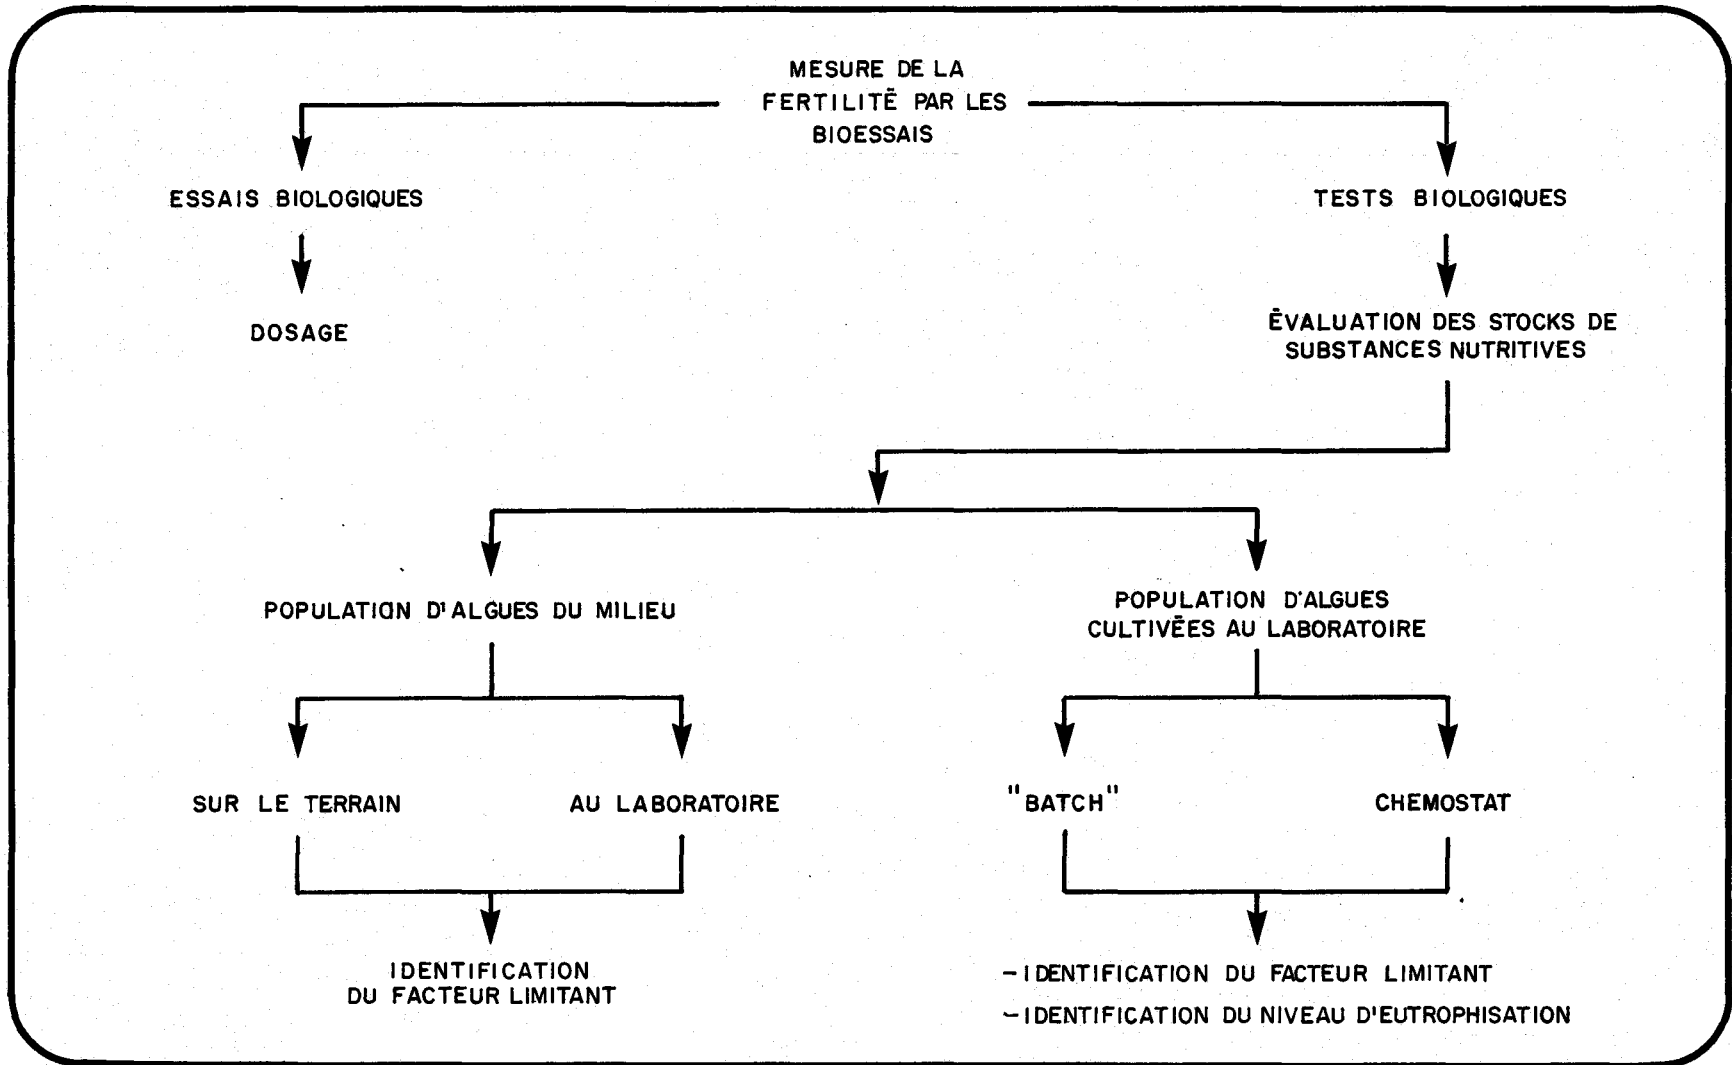 MESURE DE LA
FERTILITÉ PAR LES
BIOESSAIS
ESSAIS BIOLOGIQUES
TESTS BIOLOGIQUES
DOSAGE
ÉVALUATION DES STOCKS DE
SUBSTANCES NUTRITIVES
POPULATION D'ALGUES DU MILIEU
POPULATION D'ALGUES
CULTIVÉES AU LABORATOIRE
SUR LE TERRAIN
AU LABORATOIRE
"BATCH"
CHEMOSTAT
IDENTIFICATION
DU FACTEUR LIMITANT
-IDENTIFICATION DU FACTEUR LIMITANT
-IDENTIFICATION DU NIVEAU D'EUTROPHISATION